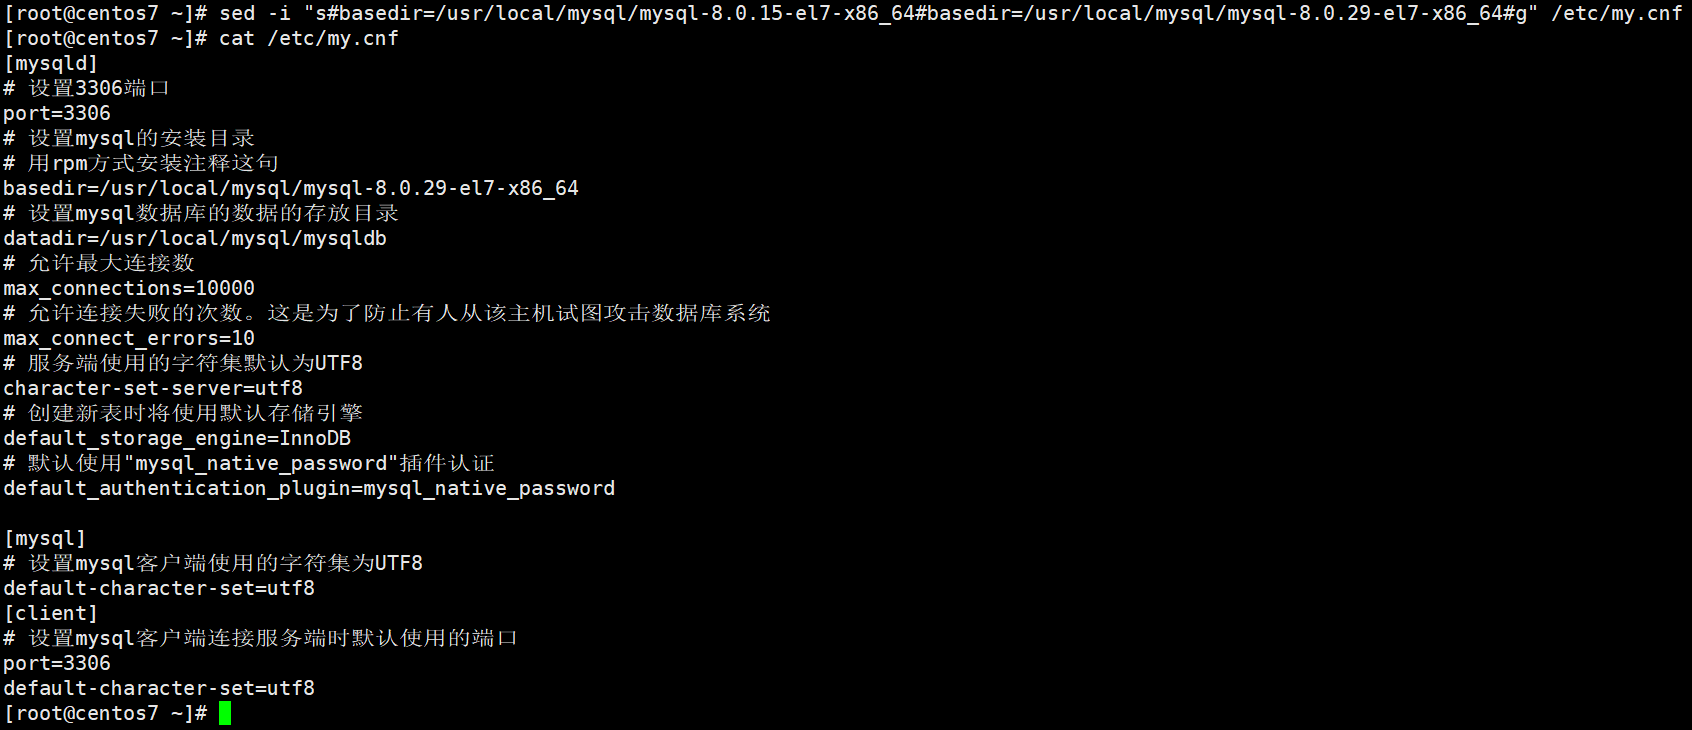 [root@centos7 ~]# sed -i "s#basedir=/usr/local/mysql/mysql-8.0.15-el7-x86_64#basedir=/usr/local/mysql/mysql-8.0.29-el7-x86_64#g" /etc/my.cnf
[root@centos7 ~]# cat /etc/my.cnf
[mysqld]
# 设置3306端口
port=3306
# 设置mysql的安装目录
# 用rpm方式安装注释这句
basedir=/usr/local/mysql/mysql-8.0.29-el7-x86_64
# 设置mysql数据库的数据的存放目录
datadir=/usr/local/mysql/mysqldb
# 允许最大连接数
max_connections=10000
# 允许连接失败的次数。这是为了防止有人从该主机试图攻击数据库系统
max_connect_errors=10
# 服务端使用的字符集默认为UTF8
character-set-server=utf8
# 创建新表时将使用默认存储引擎
default_storage_engine=InnoDB
# 默认使用"mysql_native_password"插件认证
default_authentication_plugin=mysql_native_password
[mysql]
# 设置mysql客户端使用的字符集为UTF8
default-character-set=utf8
[client]
# 设置mysql客户端连接服务端时默认使用的端口
port=3306
default-character-set=utf8
[root@centos7 ~]#